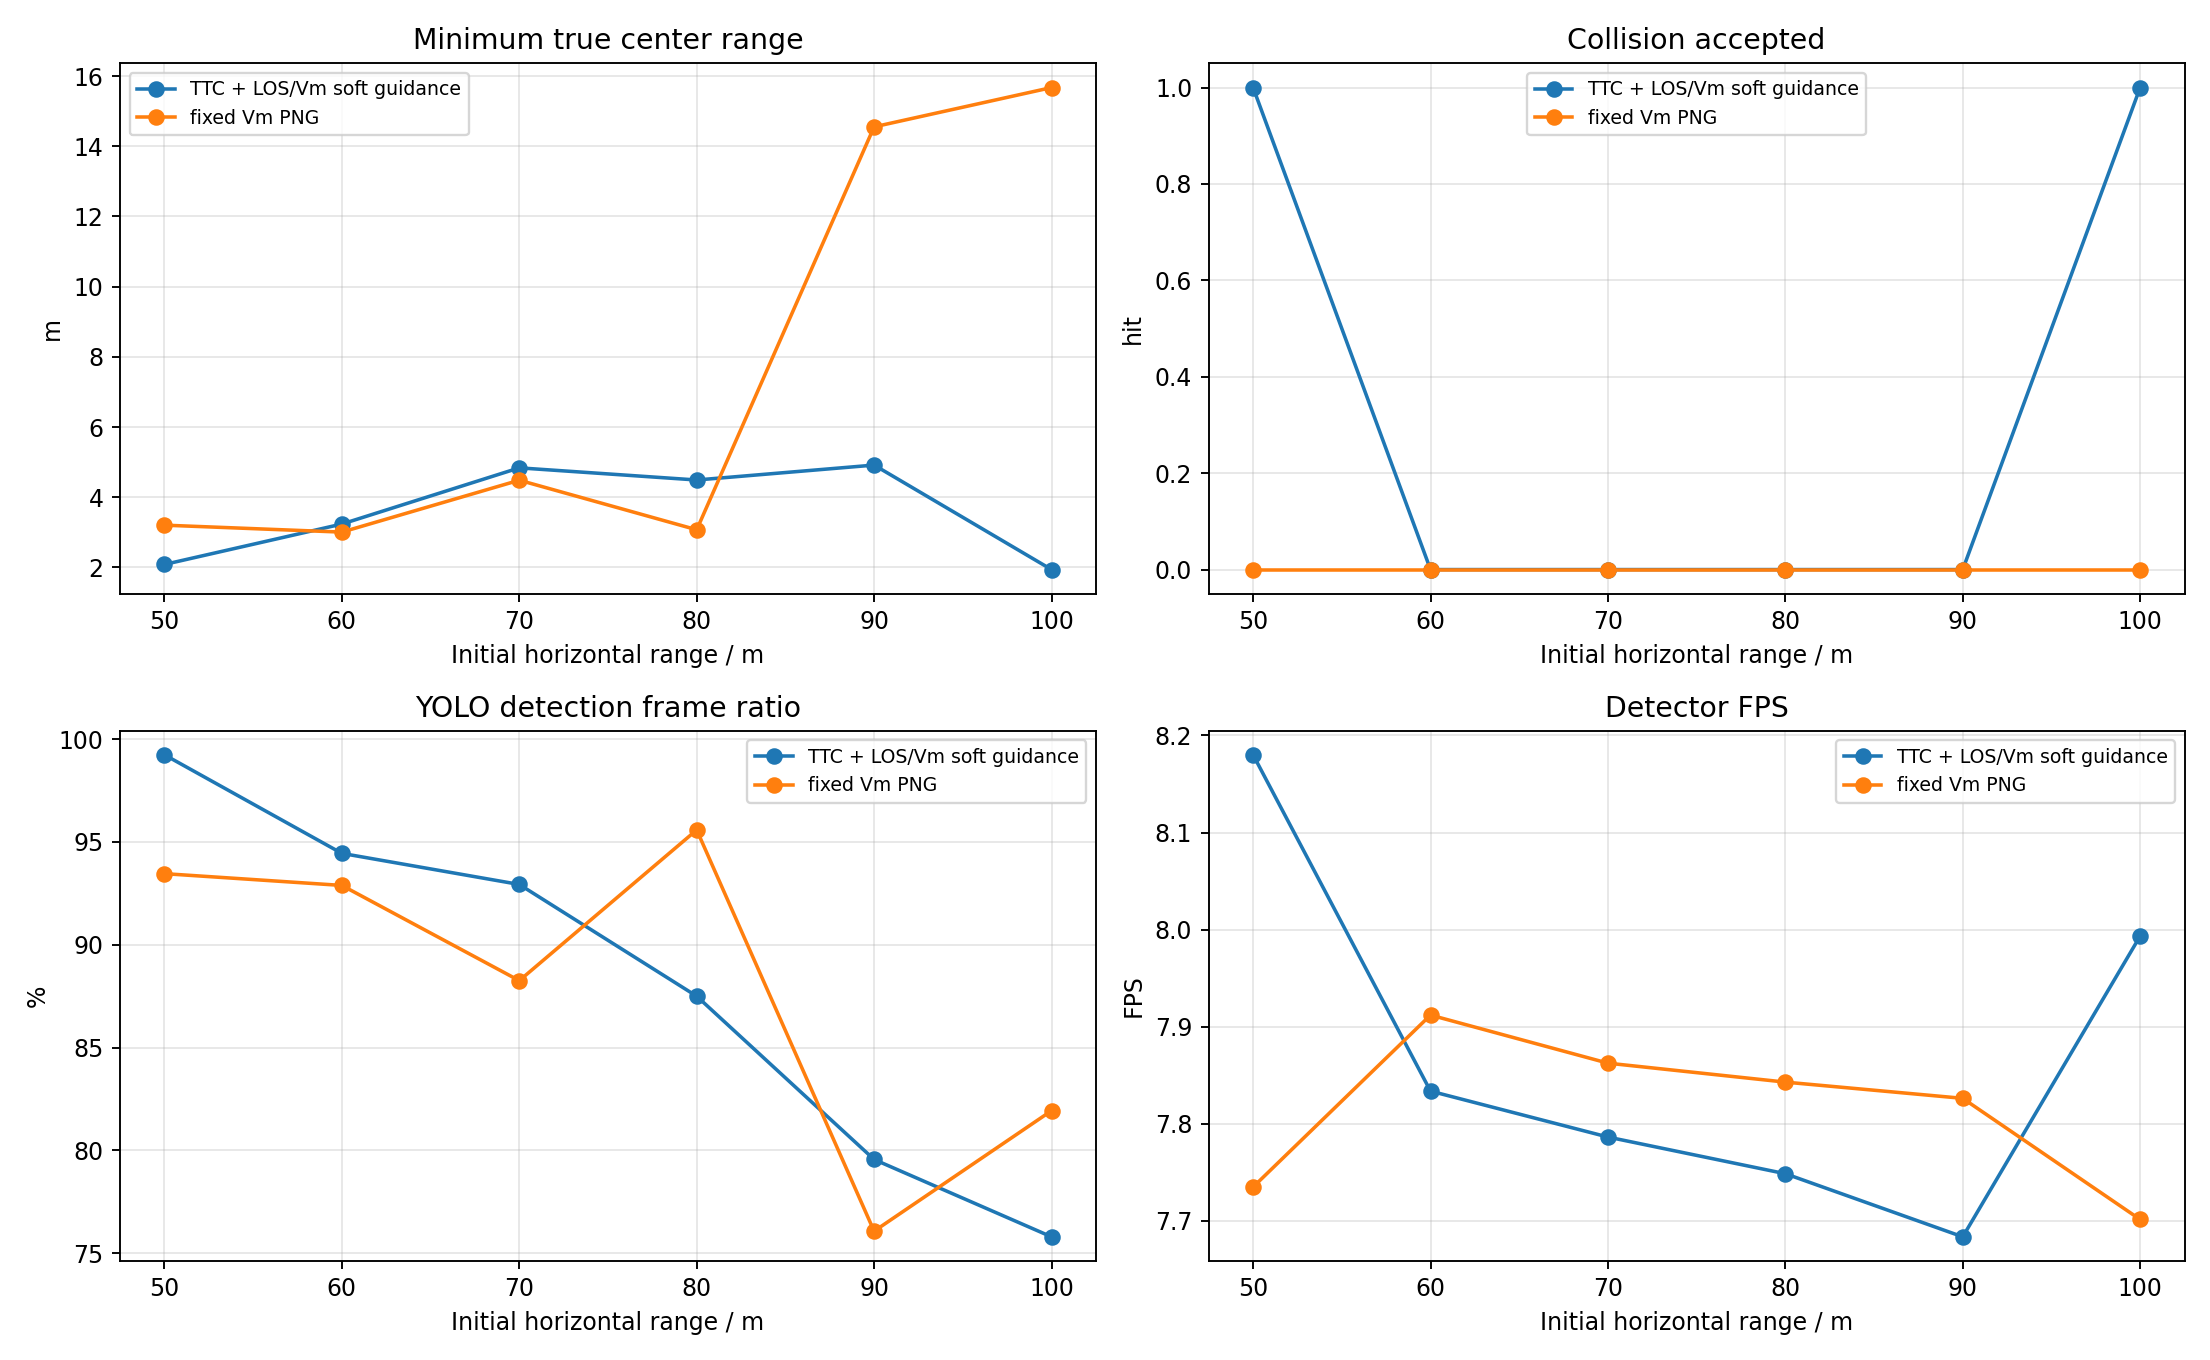 Minimum true center range
16
14
12
10
8
6
4
2
m
TTC + LOS/Vm soft guidance
fixed Vm PNG
50 60 70 80 90 100
Initial horizontal range / m
Collision accepted
1.0
0.8
0.6
0.4
0.2
0.0
hit
TTC + LOS/Vm soft guidance
fixed Vm PNG
50 60 70 80 90 100
Initial horizontal range / m
YOLO detection frame ratio
100
95
90
85
80
75
%
TTC + LOS/Vm soft guidance
fixed Vm PNG
50 60 70 80 90 100
Initial horizontal range / m
Detector FPS
8.2
8.1
8.0
7.9
7.8
7.7
FPS
TTC + LOS/Vm soft guidance
fixed Vm PNG
50 60 70 80 90 100
Initial horizontal range / m